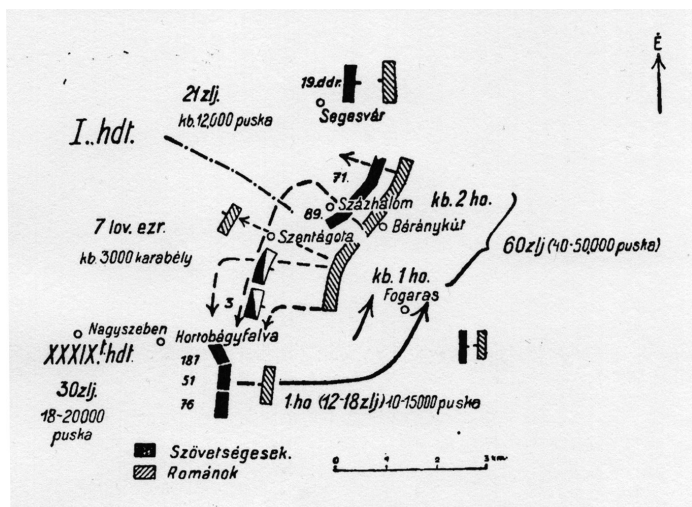 É
19.ddr.
Segesvár
21 zlj.
kb. 12,000 puska
I. hdt.
71.
89.
Százhalom
kb. 2 ho.
Báránykút
Szentágota
7 lov. ezr.
kb. 3000 karabély
60 zlj (40-50,000 puska)
kb. 1 ho.
Fogaras
3.
Nagyszeben
Hortobágyfalva
XXXIX. t. hdt.
187
51
76
30 zlj.
18-20000
puska
1. ho (12-18 zlj) 10-15000 puska
Szövetségesek.
Románok
0 1 2 3 km.